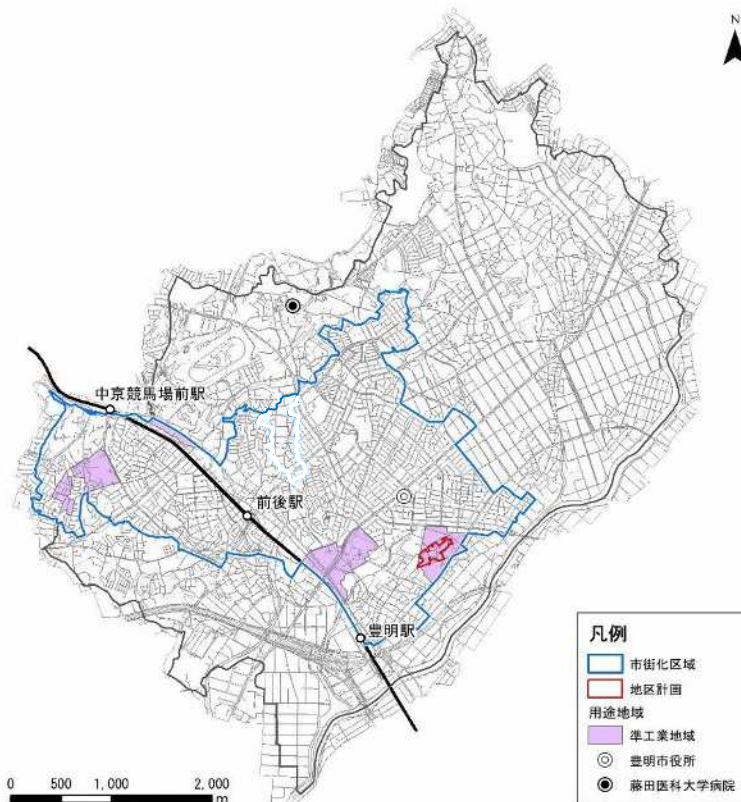 N
中京競馬場前駅
前後駅
豊明駅
凡例
市街化区域
地区計画
用途地域
準工業地域
豊明市役所
藤田医科大学病院
0 500 1,000 2,000
m